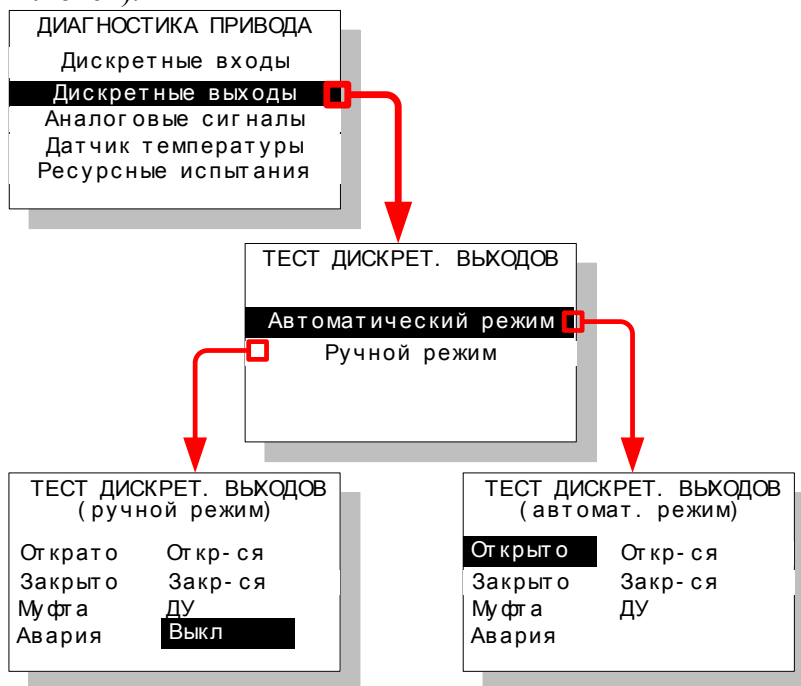 ДИАГНОСТИКА ПРИВОДА
Дискретные входы
Дискретные выходы
Аналоговые сигналы
Датчик температуры
Ресурсные испытания
ТЕСТ ДИСКРЕТ. ВЫХОДОВ
Автоматический режим
Ручной режим
ТЕСТ ДИСКРЕТ. ВЫХОДОВ
(ручной режим)
Открато Откр-ся
Закрыто Закр-ся
Муфта ДУ
Авария Выкл
ТЕСТ ДИСКРЕТ. ВЫХОДОВ
(автомат. режим)
Открыто Откр-ся
Закрыто Закр-ся
Муфта ДУ
Авария